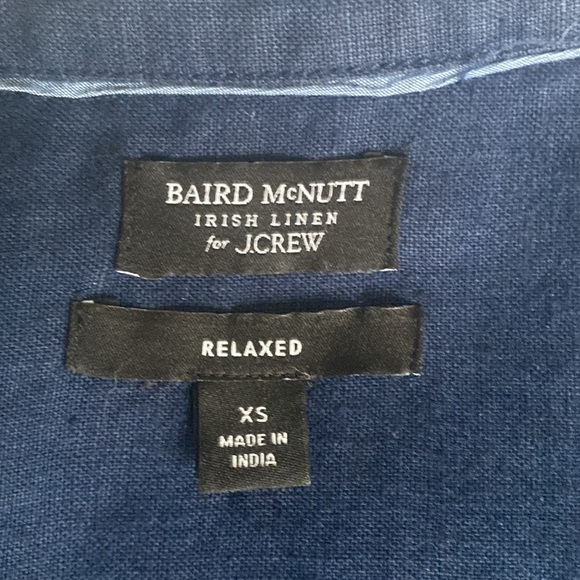 BAIRD McNUTT
IRISH LINEN
for J.CREW
RELAXED
XS
MADE IN
INDIA